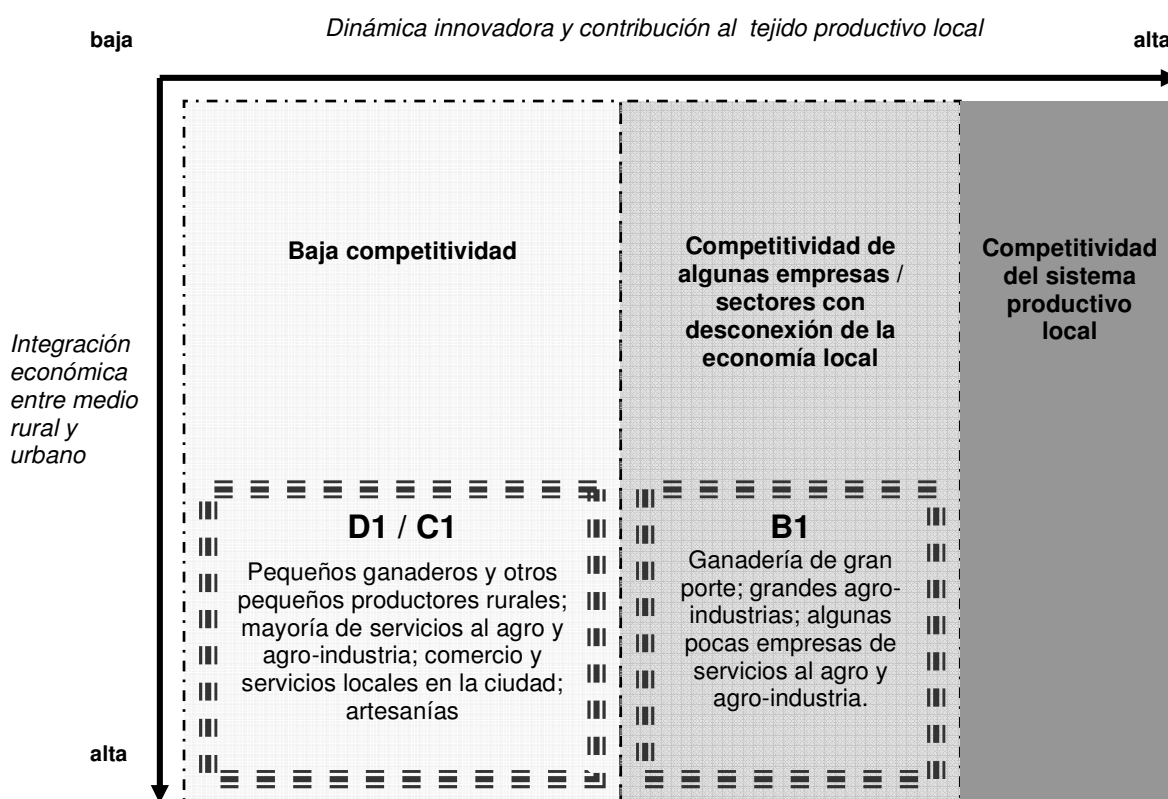 Dinámica innovadora y contribución al  tejido productivo local
baja
alta
Baja competitividad
Competitividad de
algunas empresas /
sectores con
desconexión de la
economía local
Competitividad
del sistema
productivo
local
Integración
económica
entre medio
rural y
urbano
D1 / C1
Pequeños ganaderos y otros
pequeños productores rurales;
mayoría de servicios al agro y
agro-industria; comercio y
servicios locales en la ciudad;
artesanías
B1
Ganadería de gran
porte; grandes agro-
industrias; algunas
pocas empresas de
servicios al agro y
agro-industria.
alta